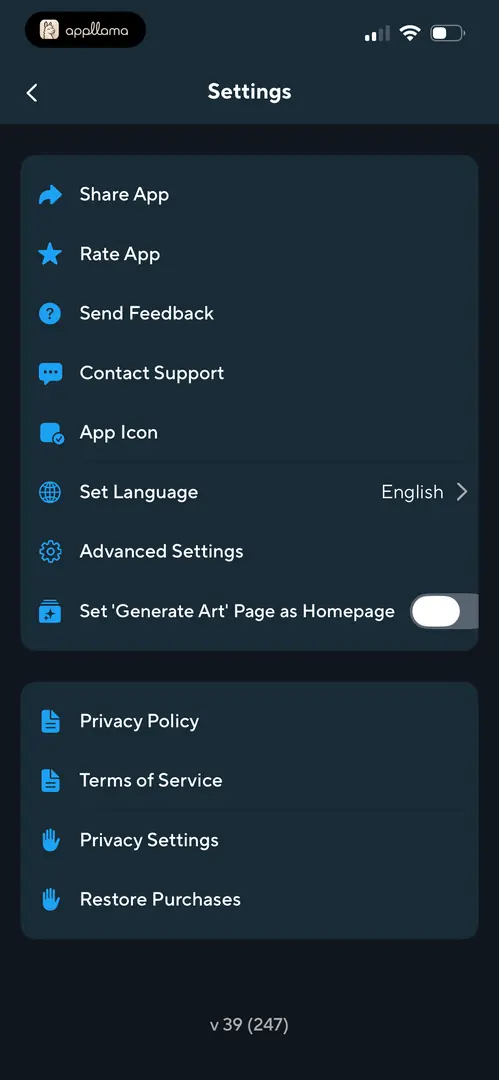 appllama
Settings
Share App
Rate App
Send Feedback
Contact Support
App Icon
Set Language English
Advanced Settings
Set 'Generate Art' Page as Homepage
Privacy Policy
Terms of Service
Privacy Settings
Restore Purchases
v 39 (247)